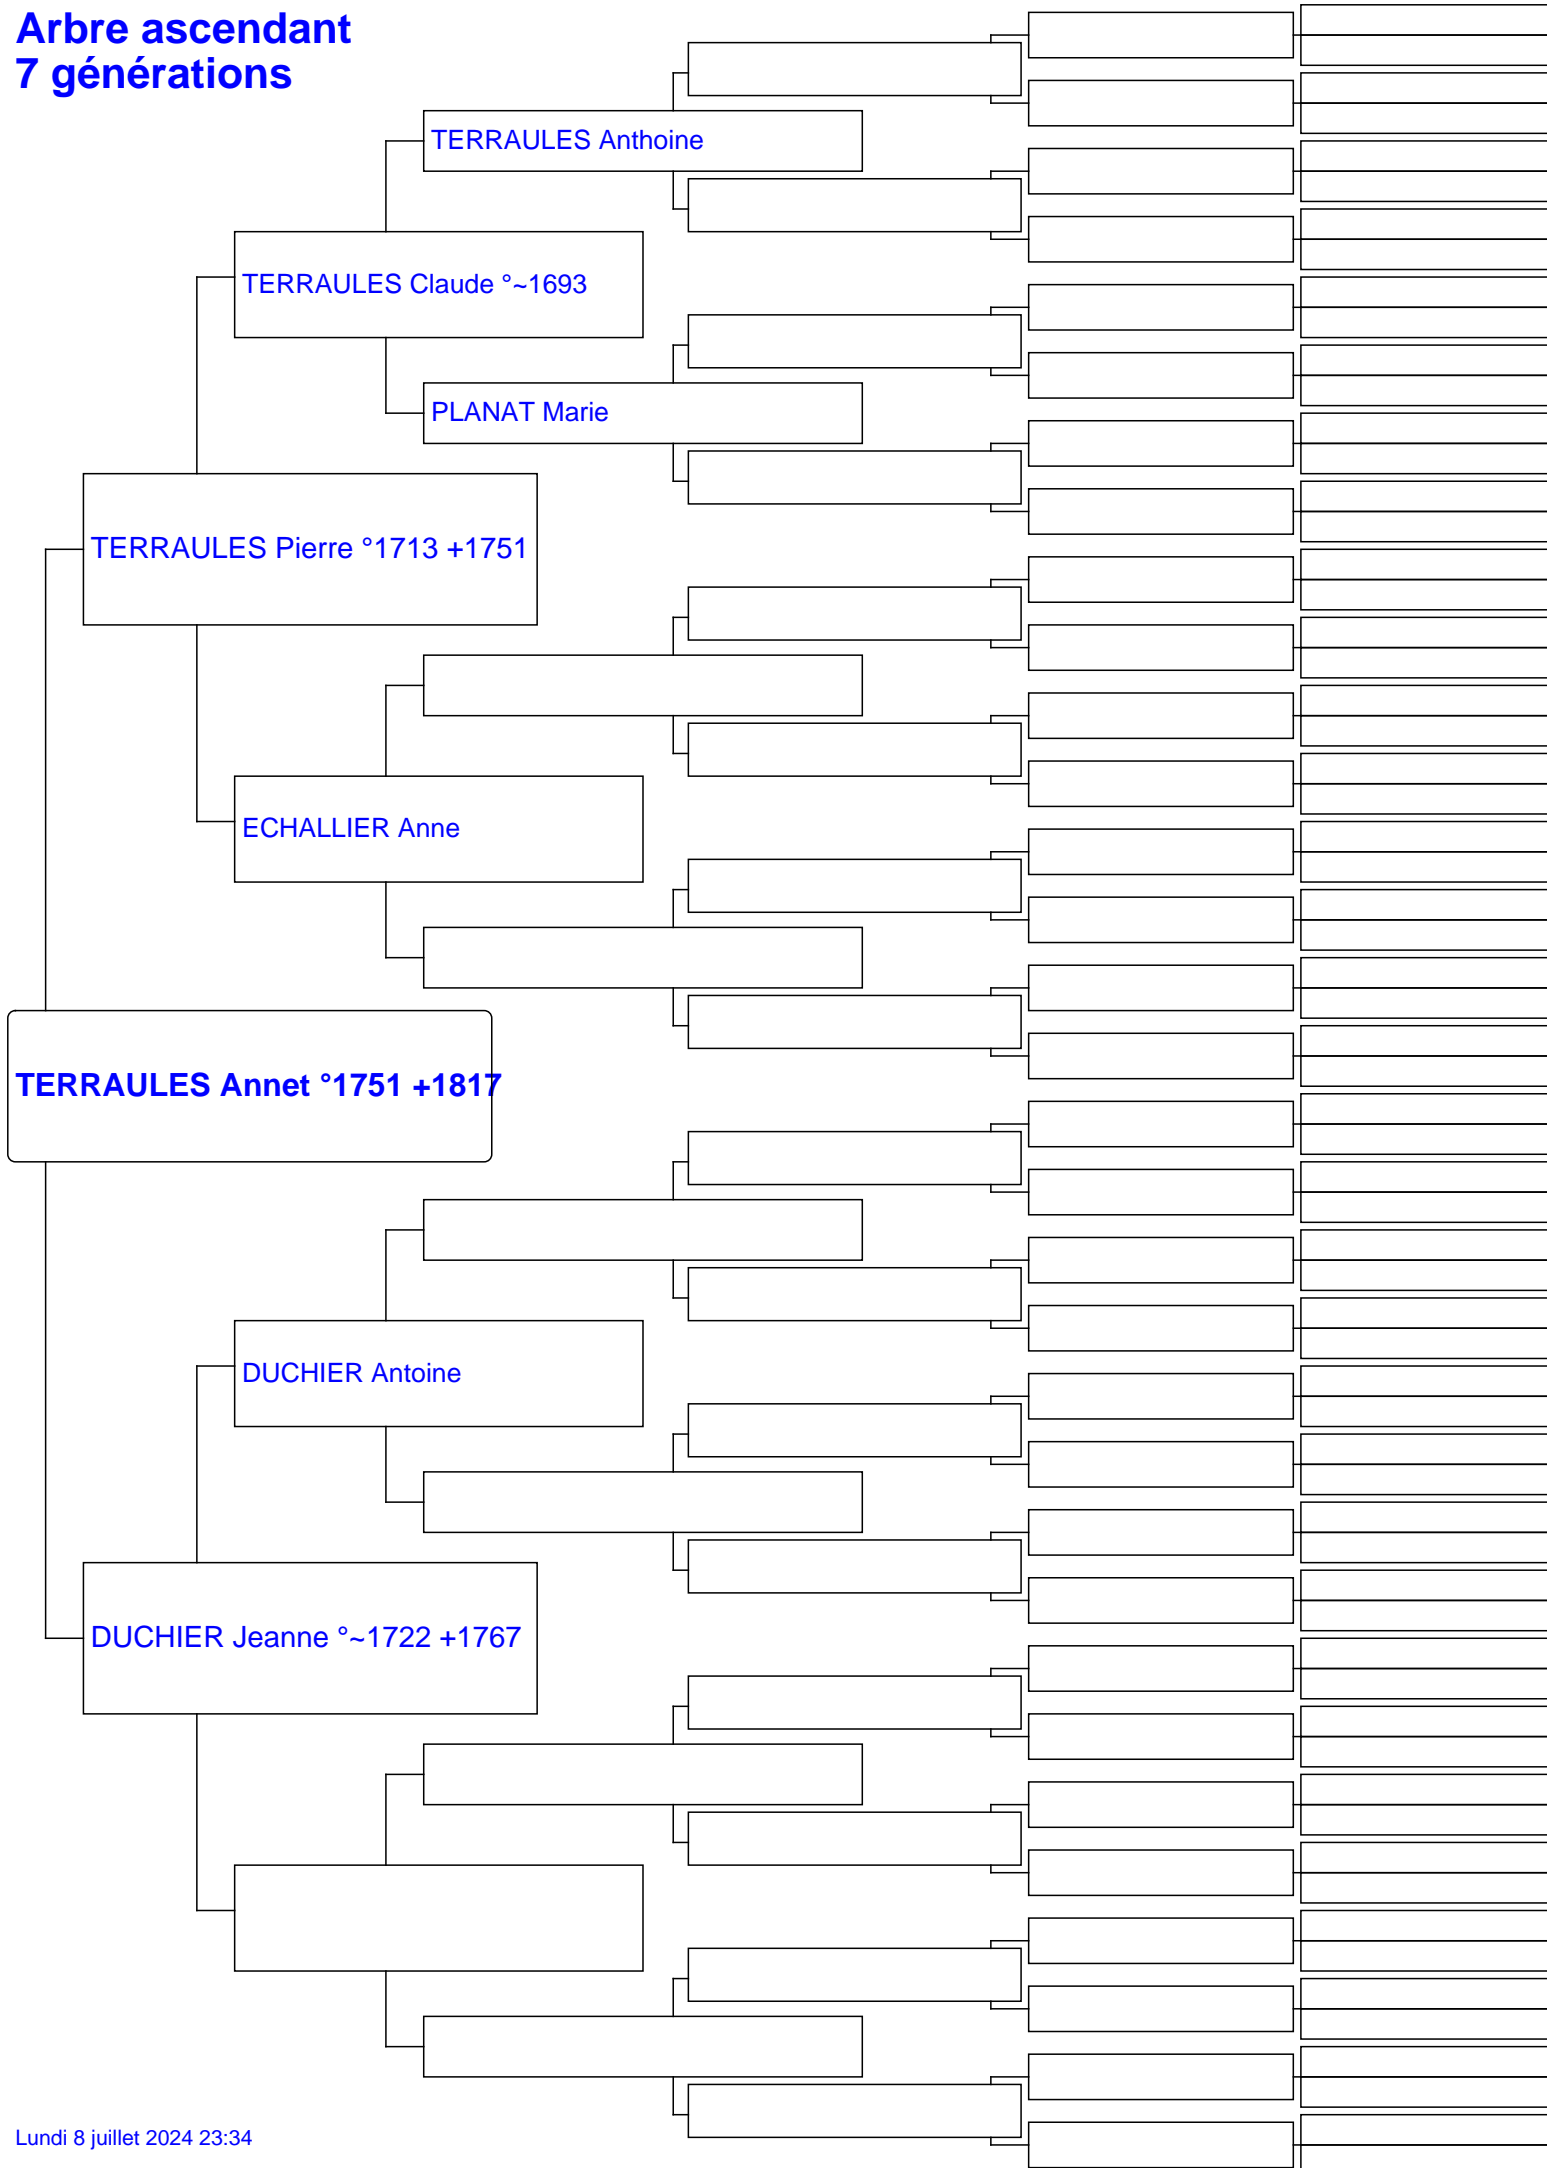 Arbre ascendant
7 générations
TERRAULES Anthoine
TERRAULES Claude °~1693
PLANAT Marie
TERRAULES Pierre °1713 +1751
ECHALLIER Anne
TERRAULES Annet °1751 +1817
DUCHIER Antoine
DUCHIER Jeanne °~1722 +1767
Lundi 8 juillet 2024 23:34